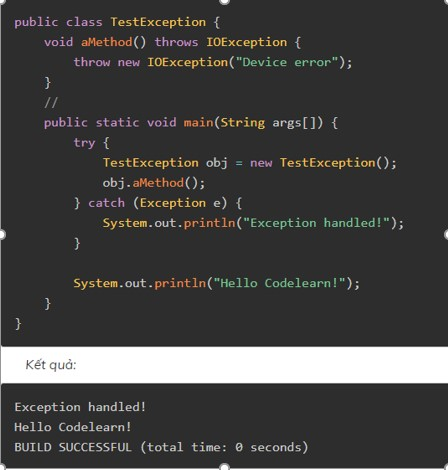 public class TestException {
    void aMethod() throws IOException {
        throw new IOException("Device error");
    }
    //
    public static void main(String args[]) {
        try {
            TestException obj = new TestException();
            obj.aMethod();
        } catch (Exception e) {
            System.out.println("Exception handled!");
        }

        System.out.println("Hello Codelearn!");
    }
}
Kết quả:
Exception handled!
Hello Codelearn!
BUILD SUCCESSFUL (total time: 0 seconds)